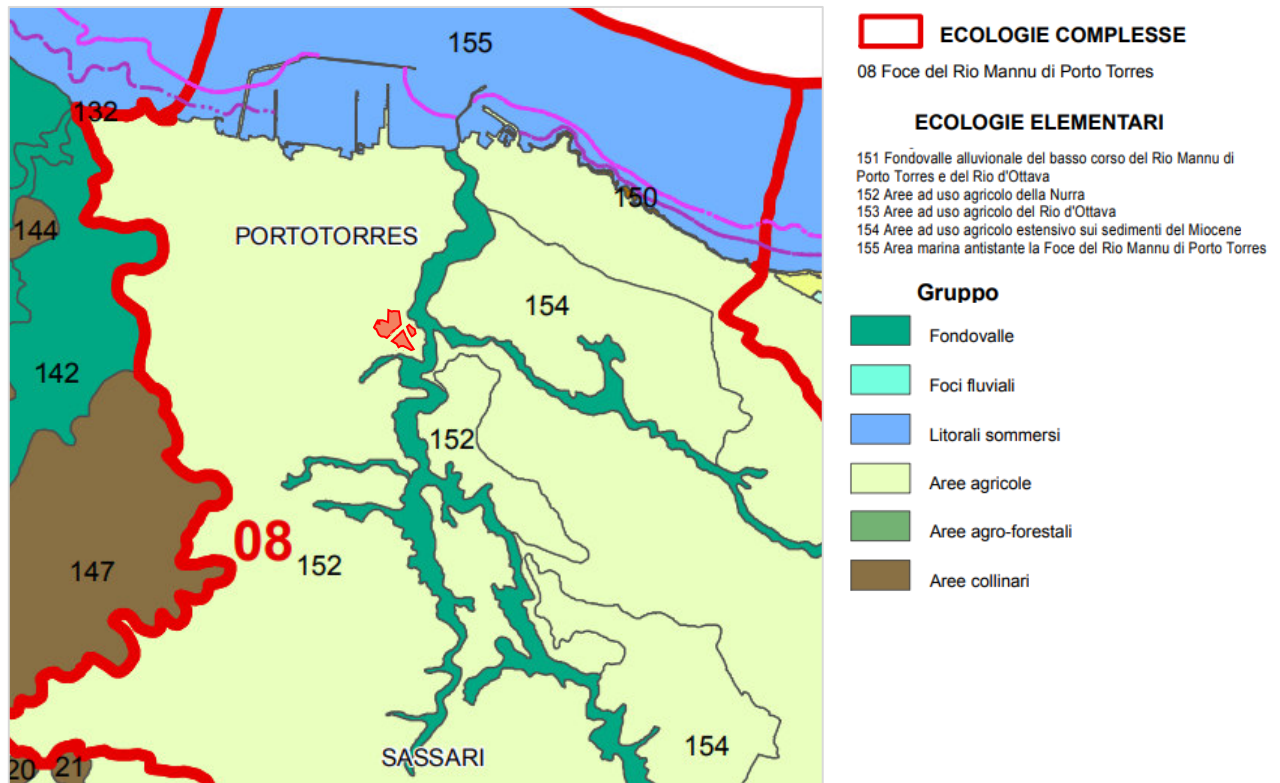 155
132
150
144
PORTOTORRES
154
142
152
08
152
147
154
SASSARI
20
21
ECOLOGIE COMPLESSE
08 Foce del Rio Mannu di Porto Torres
ECOLOGIE ELEMENTARI
151 Fondovalle alluvionale del basso corso del Rio Mannu di
Porto Torres e del Rio d'Ottava
152 Aree ad uso agricolo della Nurra
153 Aree ad uso agricolo del Rio d'Ottava
154 Aree ad uso agricolo estensivo sui sedimenti del Miocene
155 Area marina antistante la Foce del Rio Mannu di Porto Torres
Gruppo
Fondovalle
Foci fluviali
Litorali sommersi
Aree agricole
Aree agro-forestali
Aree collinari